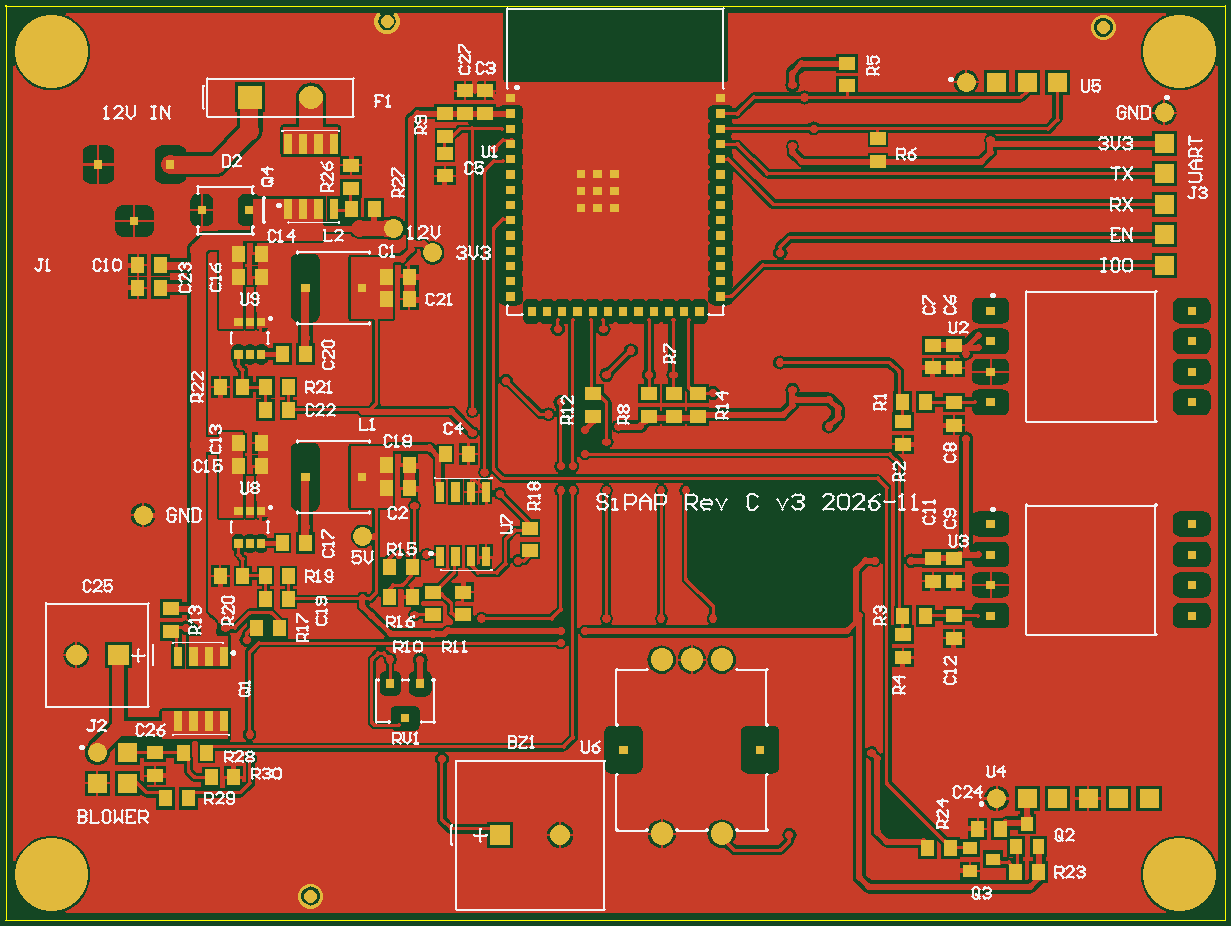 C27 C3
R5
F1
U5
12V IN
R9
GND
3V3
U1
R6
UART
D2
C5
Q4
R26
R27
TX
J3
RX
C14
L2
12V
EN
C1
3V3
J1
C10
C23
C16
IO0
U9
C21
C7 C6
U2
C20
R7
R22
R21
C22
R12
R8
R14
R1
L1
C4
C13
C18
C8
C15
R2
U8
R18
SiPAP Rev C v3 2026-11
C11 C9
C2
GND
U7
U3
C17
5V
R15
R19
C25
R20
C19
R16
R3
R13
R17
R10 R11
C12
R4
Q1
J2
C26
RV1
BZ1
U6
R28
R30
U4
R29
C24
BLOWER
R24
Q2
R23
Q3